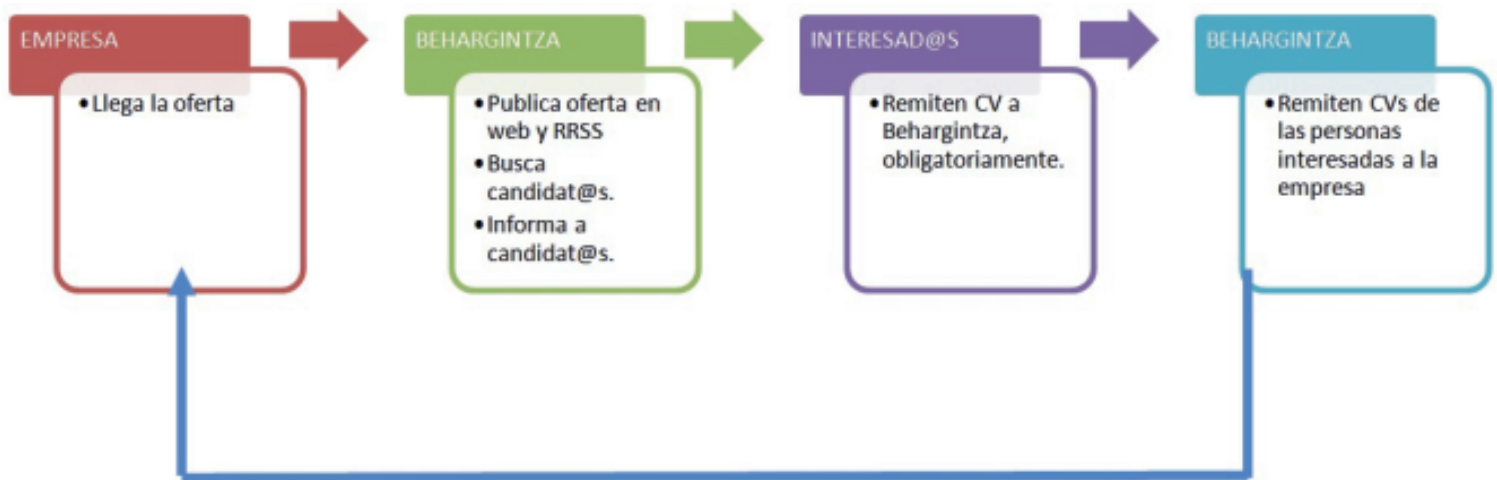 EMPRESA
• Llega la oferta
BEHARGINTZA
• Publica oferta en
web y RRSS
• Busca
candidat@s.
• Informa a
candidat@s.
INTERESAD@S
• Remiten CV a
Behargintza,
obligatoriamente.
BEHARGINTZA
• Remiten CVs de
las personas
interesadas a la
empresa